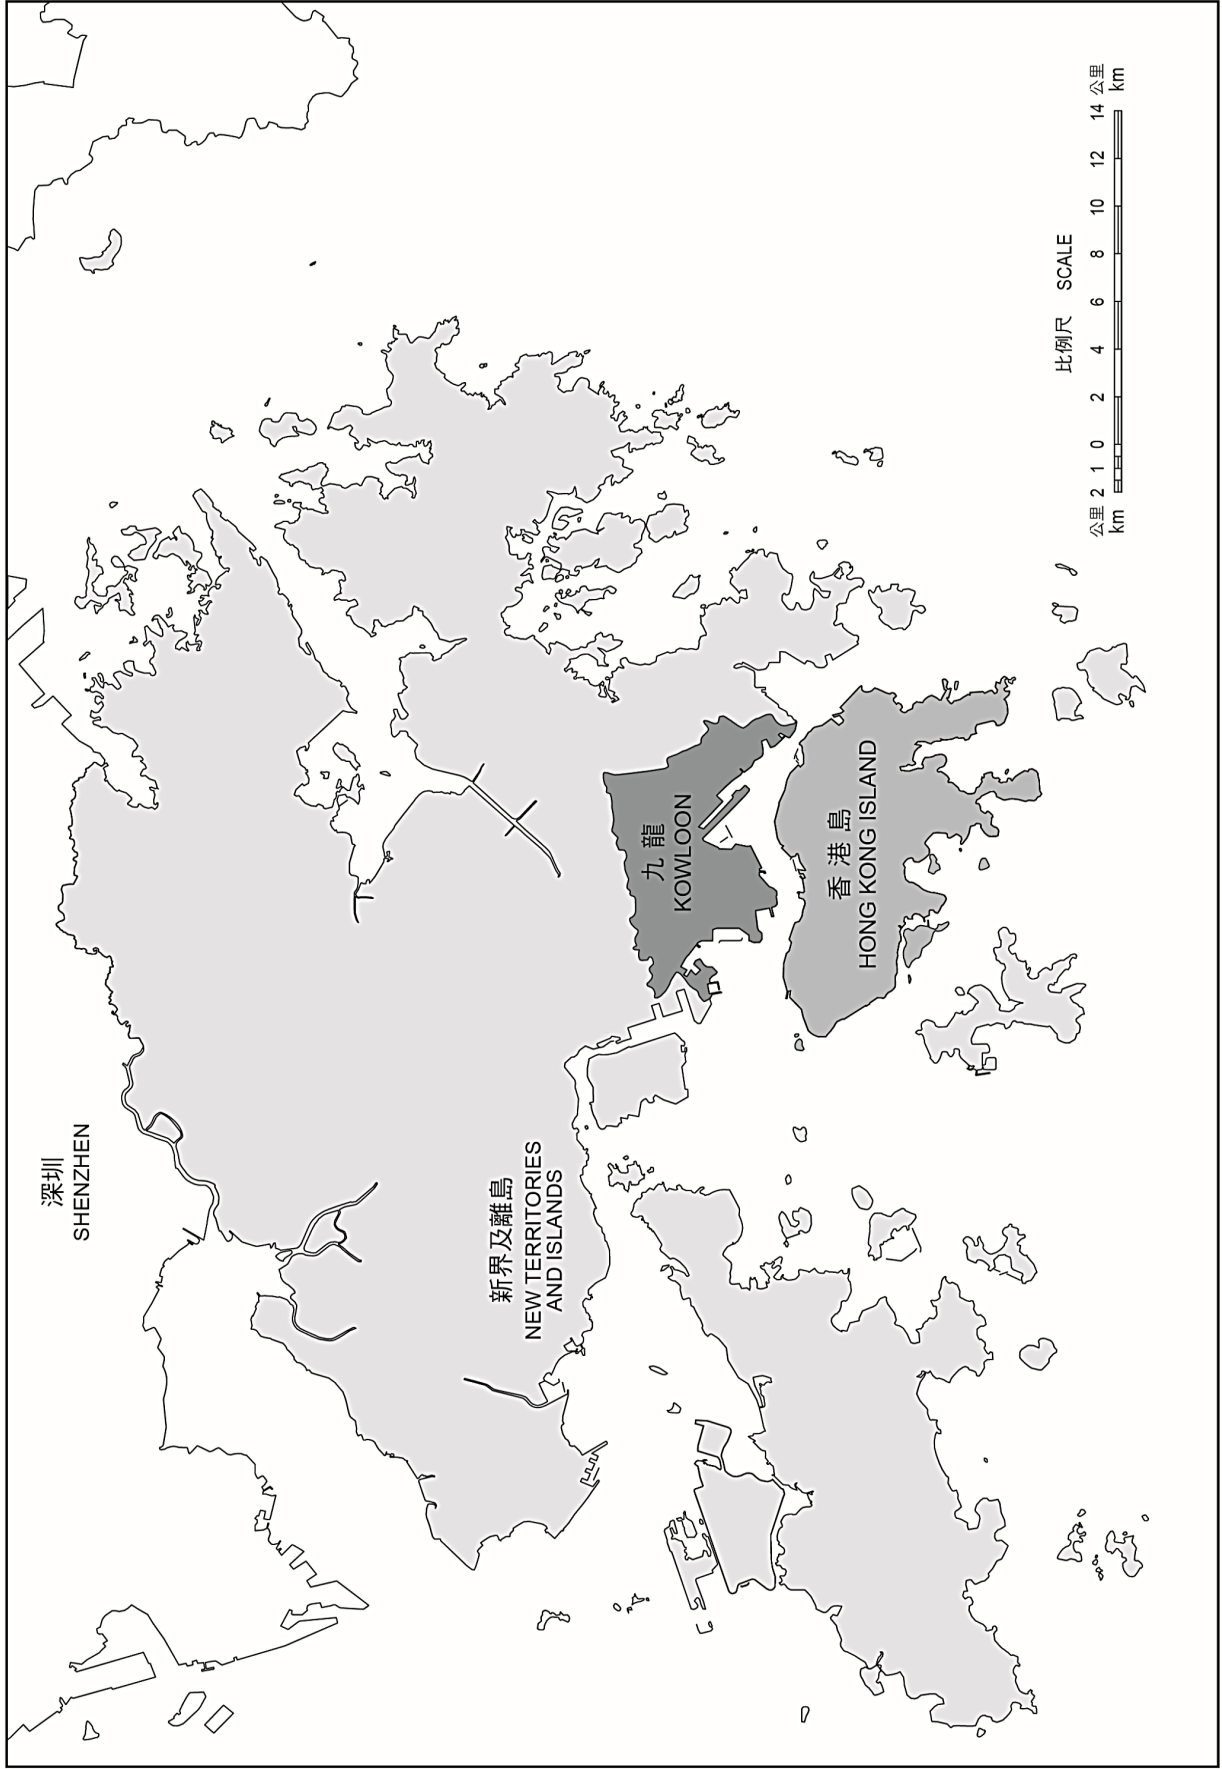 深圳
SHENZHEN
新界及離島
NEW TERRITORIES
AND ISLANDS
九龍
KOWLOON
香港島
HONG KONG ISLAND
比例尺 SCALE
公里 2 1 0 2 4 6 8 10 12 14 公里
km km